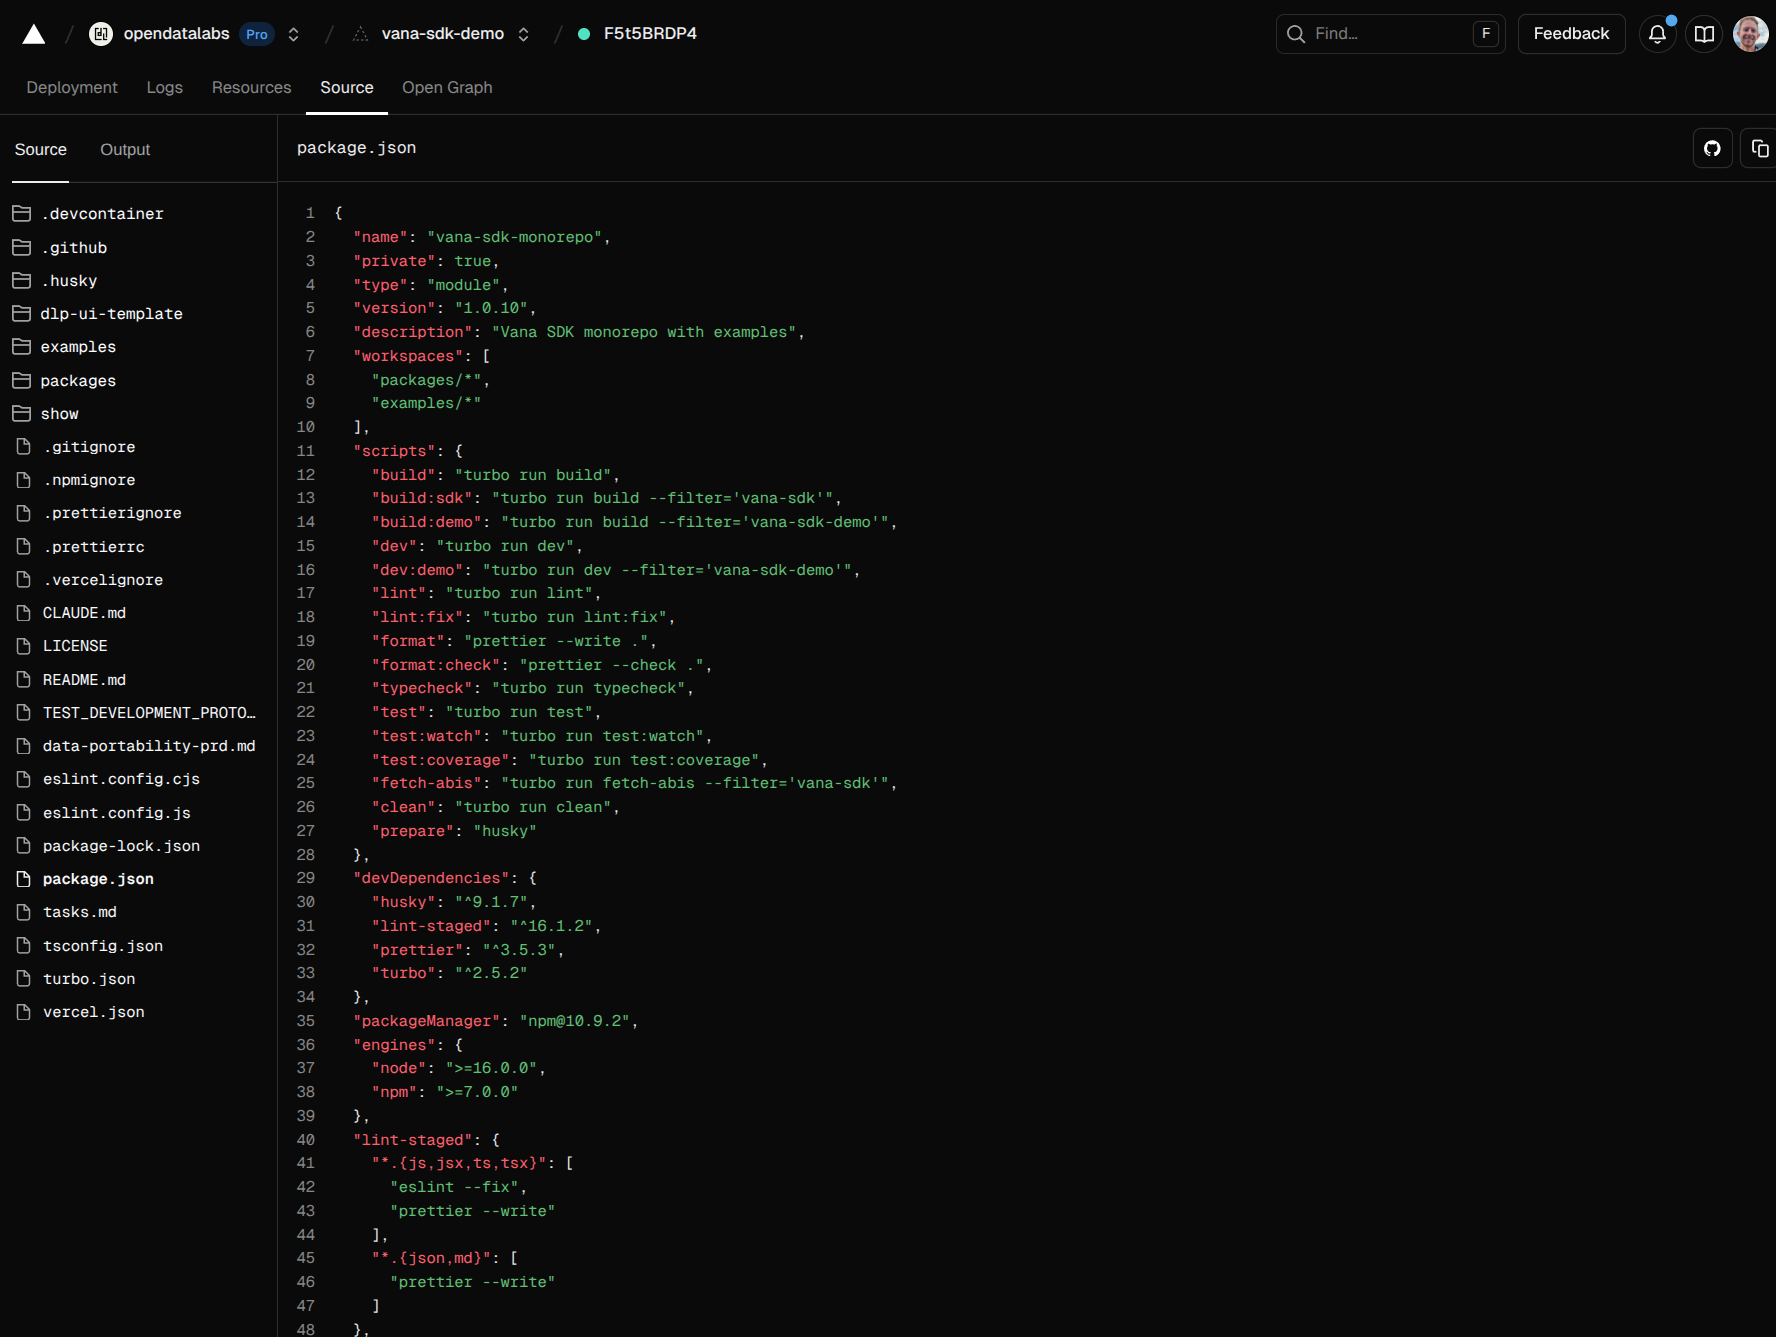 opendatalabs Pro / vana-sdk-demo / F5t5BRDP4 Find... F Feedback
Deployment Logs Resources Source Open Graph
Source Output
.devcontainer
.github
.husky
dlp-ui-template
examples
packages
show
.gitignore
.npmignore
.prettierignore
.prettierrc
.vercelignore
CLAUDE.md
LICENSE
README.md
TEST_DEVELOPMENT_PROTO…
data-portability-prd.md
eslint.config.cjs
eslint.config.js
package-lock.json
package.json
tasks.md
tsconfig.json
turbo.json
vercel.json
package.json
1 {
2   "name": "vana-sdk-monorepo",
3   "private": true,
4   "type": "module",
5   "version": "1.0.10",
6   "description": "Vana SDK monorepo with examples",
7   "workspaces": [
8     "packages/*",
9     "examples/*"
10   ],
11   "scripts": {
12     "build": "turbo run build",
13     "build:sdk": "turbo run build --filter='vana-sdk'",
14     "build:demo": "turbo run build --filter='vana-sdk-demo'",
15     "dev": "turbo run dev",
16     "dev:demo": "turbo run dev --filter='vana-sdk-demo'",
17     "lint": "turbo run lint",
18     "lint:fix": "turbo run lint:fix",
19     "format": "prettier --write .",
20     "format:check": "prettier --check .",
21     "typecheck": "turbo run typecheck",
22     "test": "turbo run test",
23     "test:watch": "turbo run test:watch",
24     "test:coverage": "turbo run test:coverage",
25     "fetch-abis": "turbo run fetch-abis --filter='vana-sdk'",
26     "clean": "turbo run clean",
27     "prepare": "husky"
28   },
29   "devDependencies": {
30     "husky": "^9.1.7",
31     "lint-staged": "^16.1.2",
32     "prettier": "^3.5.3",
33     "turbo": "^2.5.2"
34   },
35   "packageManager": "npm@10.9.2",
36   "engines": {
37     "node": ">=16.0.0",
38     "npm": ">=7.0.0"
39   },
40   "lint-staged": {
41     "*.{js,jsx,ts,tsx}": [
42       "eslint --fix",
43       "prettier --write"
44     ],
45     "*.{json,md}": [
46       "prettier --write"
47     ]
48   },